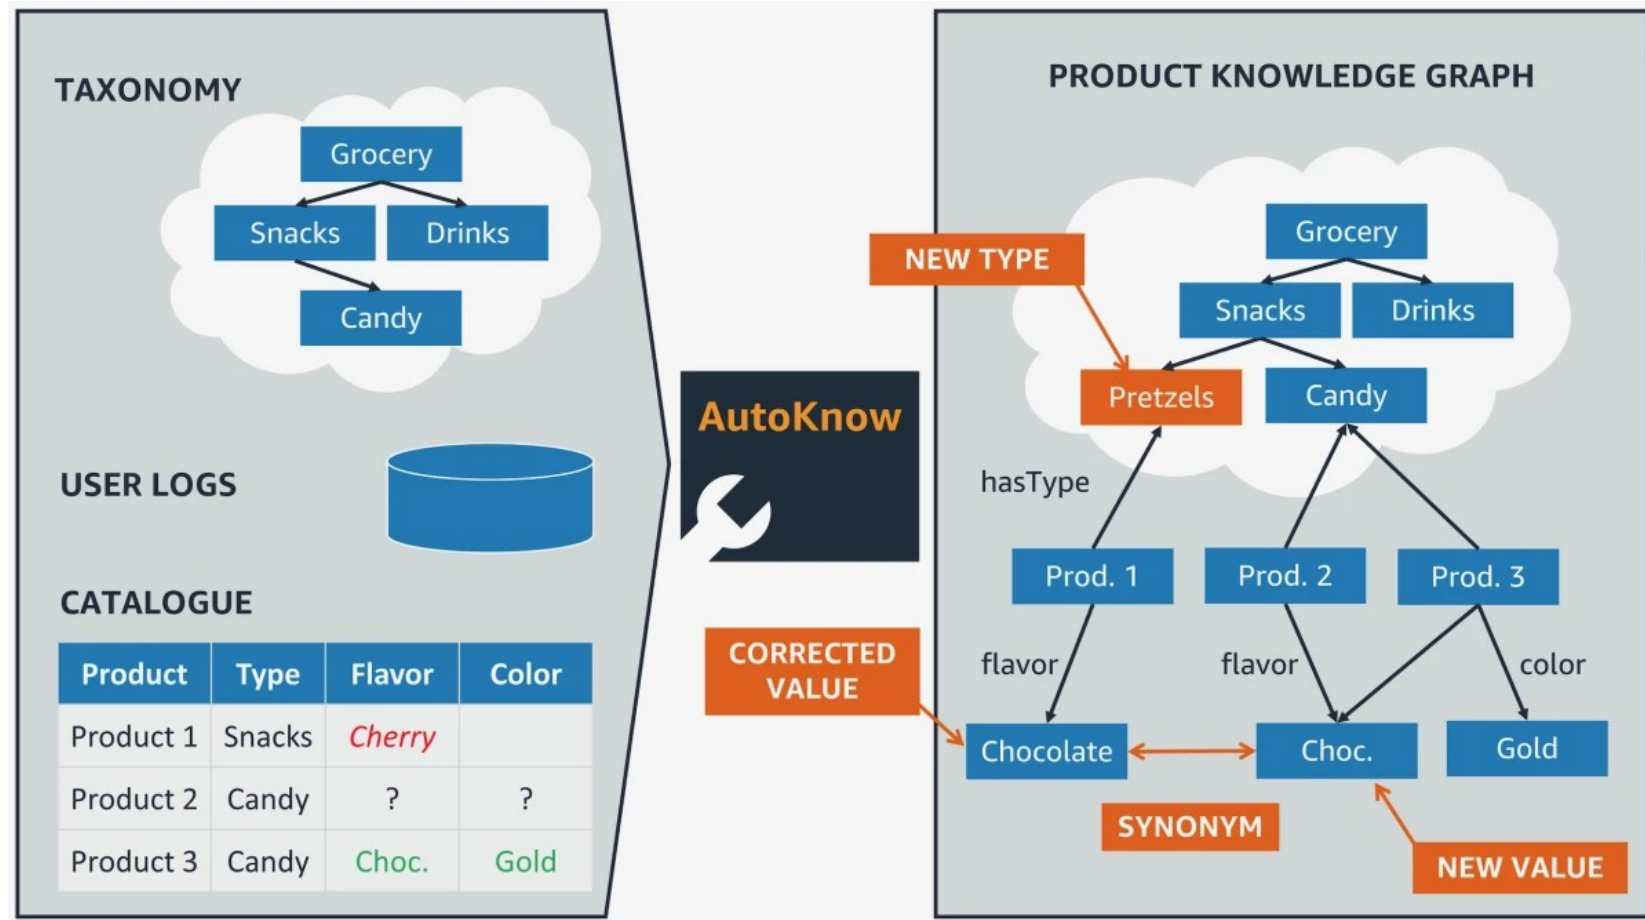 TAXONOMY
Grocery
Snacks
Drinks
Candy
USER LOGS
CATALOGUE
Product Type Flavor Color
Product 1 Snacks Cherry
Product 2 Candy ? ?
Product 3 Candy Choc. Gold
AutoKnow
PRODUCT KNOWLEDGE GRAPH
Grocery
NEW TYPE
Snacks
Drinks
Pretzels
Candy
hasType
Prod. 1
Prod. 2
Prod. 3
CORRECTED
VALUE
flavor
flavor
color
Chocolate
Choc.
Gold
SYNONYM
NEW VALUE